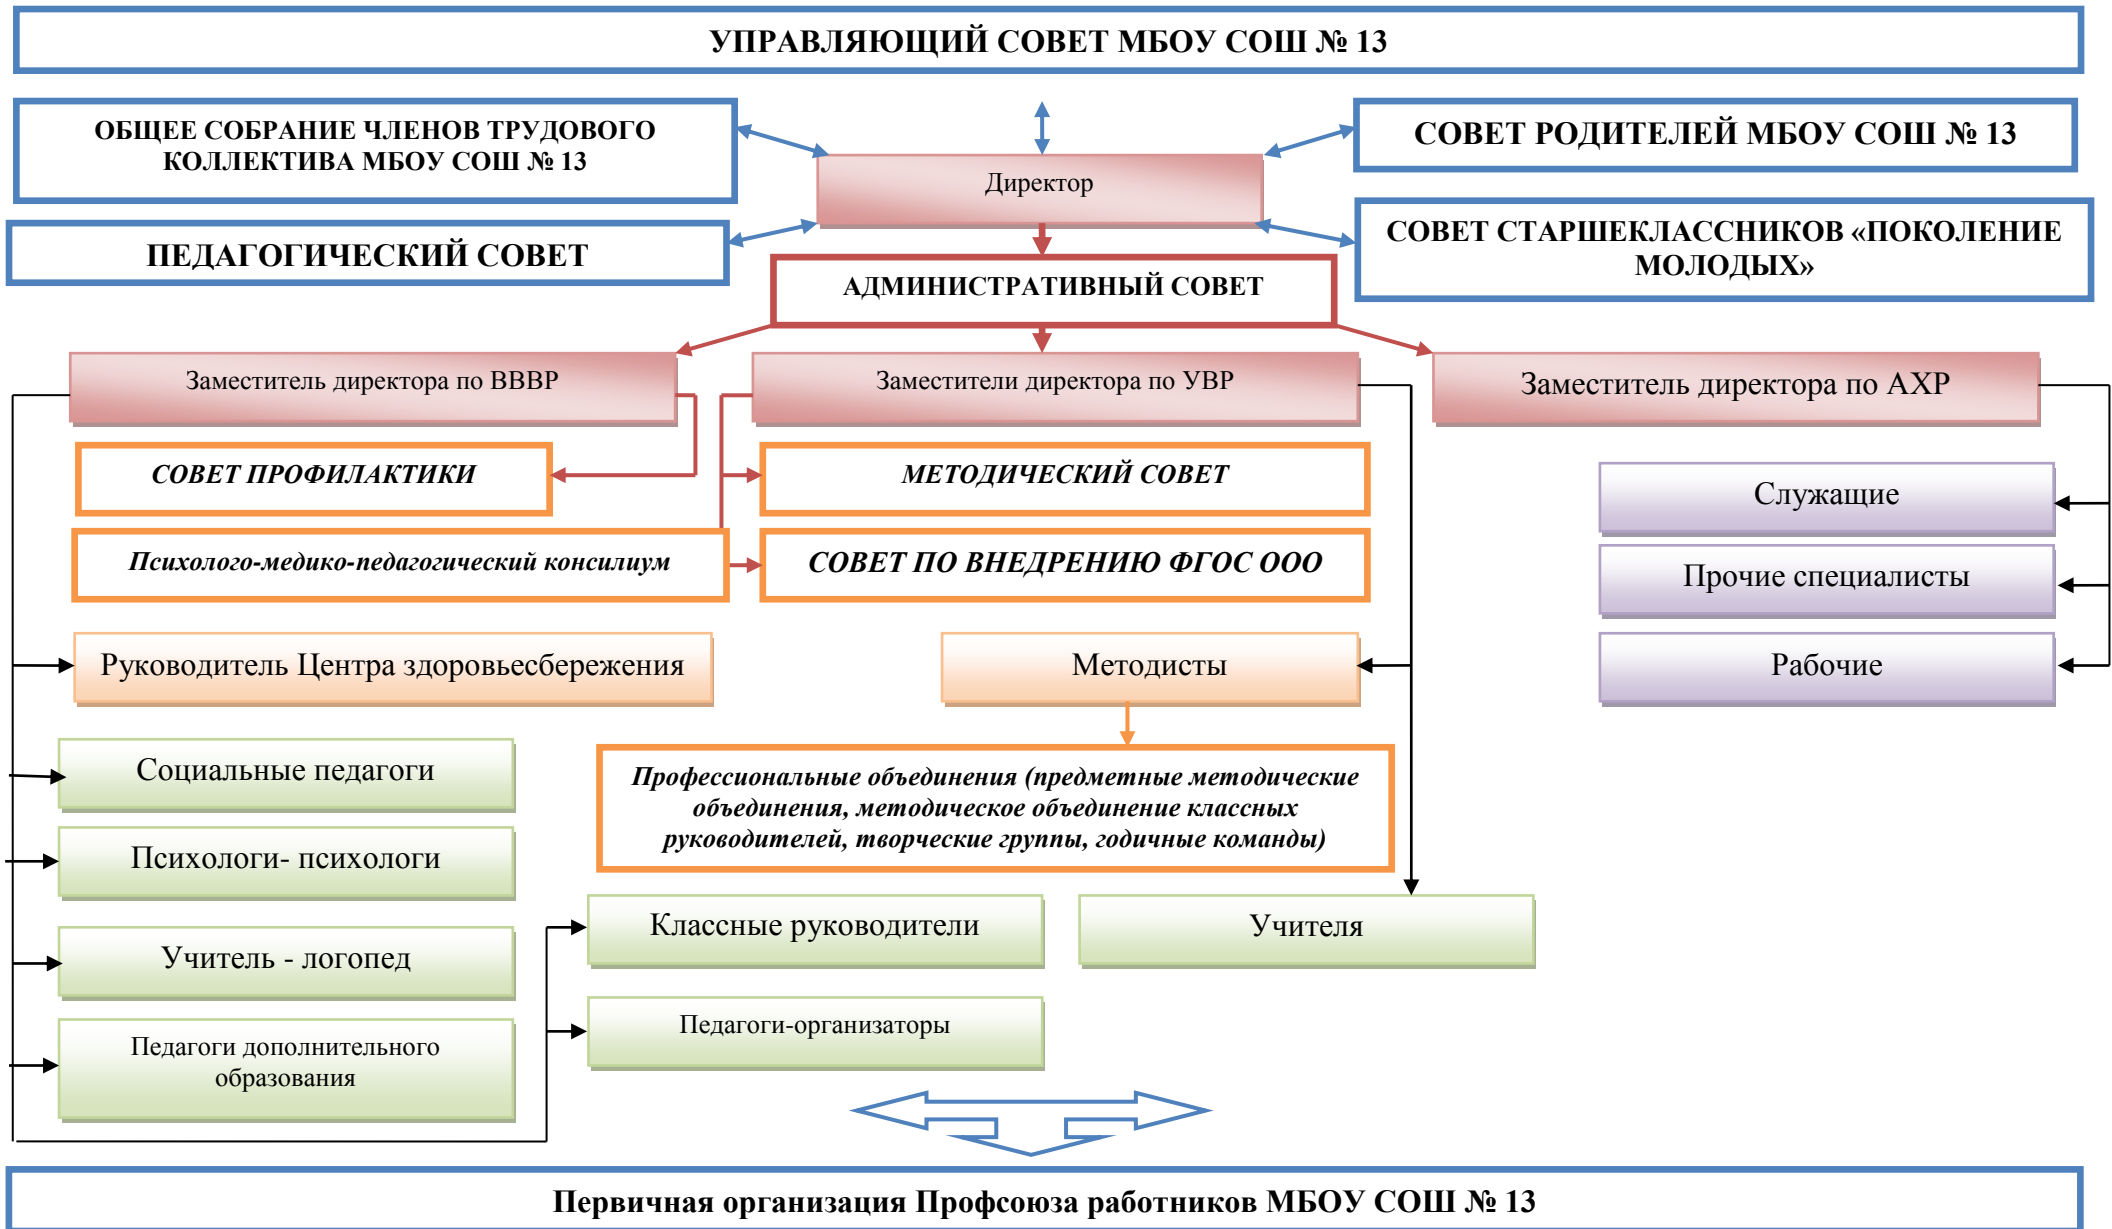 УПРАВЛЯЮЩИЙ СОВЕТ МБОУ СОШ № 13
ОБЩЕЕ СОБРАНИЕ ЧЛЕНОВ ТРУДОВОГО
КОЛЛЕКТИВА МБОУ СОШ № 13
СОВЕТ РОДИТЕЛЕЙ МБОУ СОШ № 13
Директор
ПЕДАГОГИЧЕСКИЙ СОВЕТ
СОВЕТ СТАРШЕКЛАССНИКОВ «ПОКОЛЕНИЕ
МОЛОДЫХ»
АДМИНИСТРАТИВНЫЙ СОВЕТ
Заместитель директора по ВВВР
Заместители директора по УВР
Заместитель директора по АХР
СОВЕТ ПРОФИЛАКТИКИ
МЕТОДИЧЕСКИЙ СОВЕТ
Служащие
Психолого-медико-педагогический консилиум
СОВЕТ ПО ВНЕДРЕНИЮ ФГОС ООО
Прочие специалисты
Руководитель Центра здоровьесбережения
Методисты
Рабочие
Социальные педагоги
Профессиональные объединения (предметные методические
объединения, методическое объединение классных
руководителей, творческие группы, годичные команды)
Психологи- психологи
Классные руководители
Учителя
Учитель - логопед
Педагоги-организаторы
Педагоги дополнительного
образования
Первичная организация Профсоюза работников МБОУ СОШ № 13